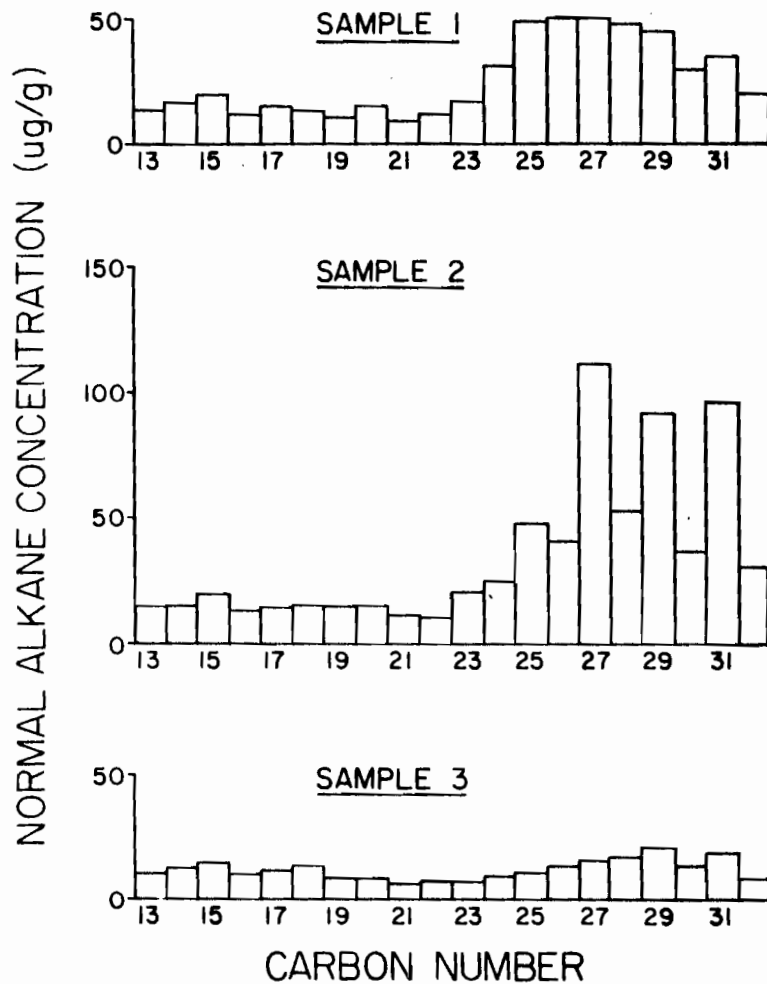 NORMAL ALKANE CONCENTRATION (ug/g)
SAMPLE 1
50
0
13 15 17 19 21 23 25 27 29 31
SAMPLE 2
150
100
50
0
13 15 17 19 21 23 25 27 29 31
SAMPLE 3
50
0
13 15 17 19 21 23 25 27 29 31
CARBON NUMBER